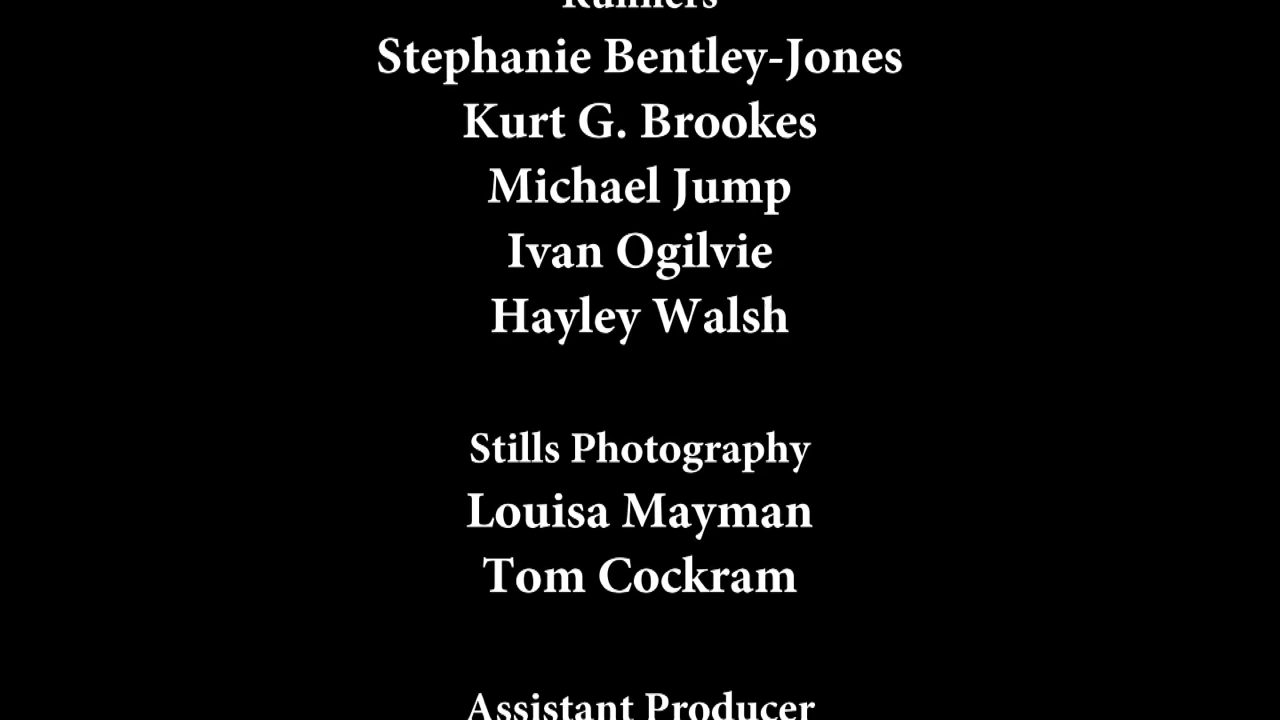 Runners
Stephanie Bentley-Jones
Kurt G. Brookes
Michael Jump
Ivan Ogilvie
Hayley Walsh
Stills Photography
Louisa Mayman
Tom Cockram
Assistant Producer